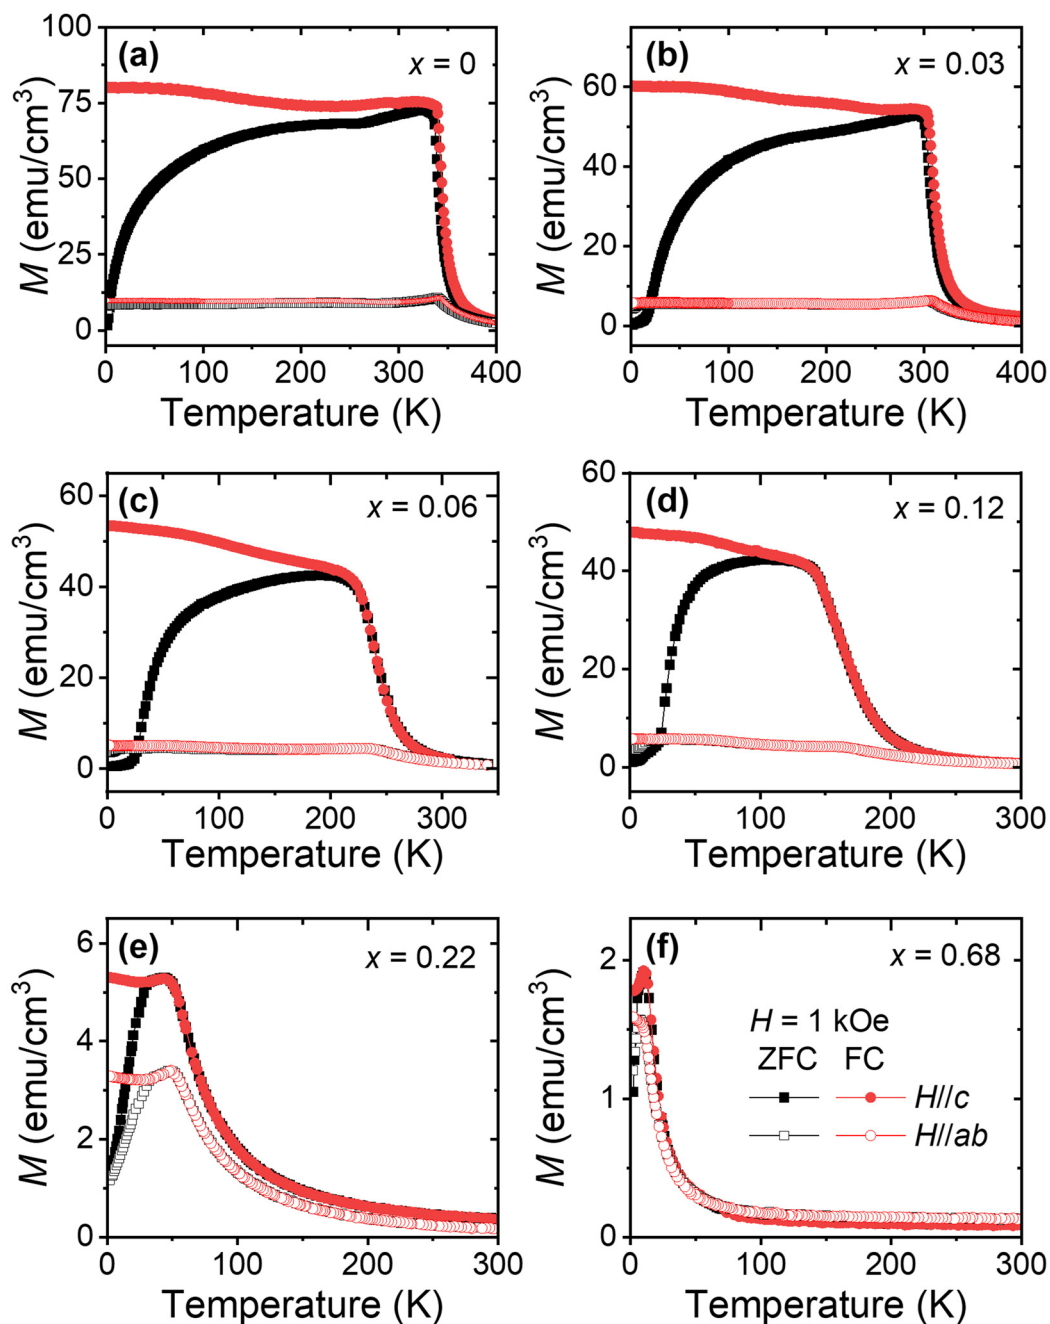 (a)
x = 0
M (emu/cm³)
100
75
50
25
0
0 100 200 300 400
Temperature (K)
(b)
x = 0.03
M (emu/cm³)
60
40
20
0
0 100 200 300 400
Temperature (K)
(c)
x = 0.06
M (emu/cm³)
60
40
20
0
0 100 200 300
Temperature (K)
(d)
x = 0.12
M (emu/cm³)
60
40
20
0
0 100 200 300
Temperature (K)
(e)
x = 0.22
M (emu/cm³)
6
4
2
0
0 100 200 300
Temperature (K)
(f)
x = 0.68
H = 1 kOe
ZFC FC
H//c
H//ab
M (emu/cm³)
2
1
0
0 100 200 300
Temperature (K)